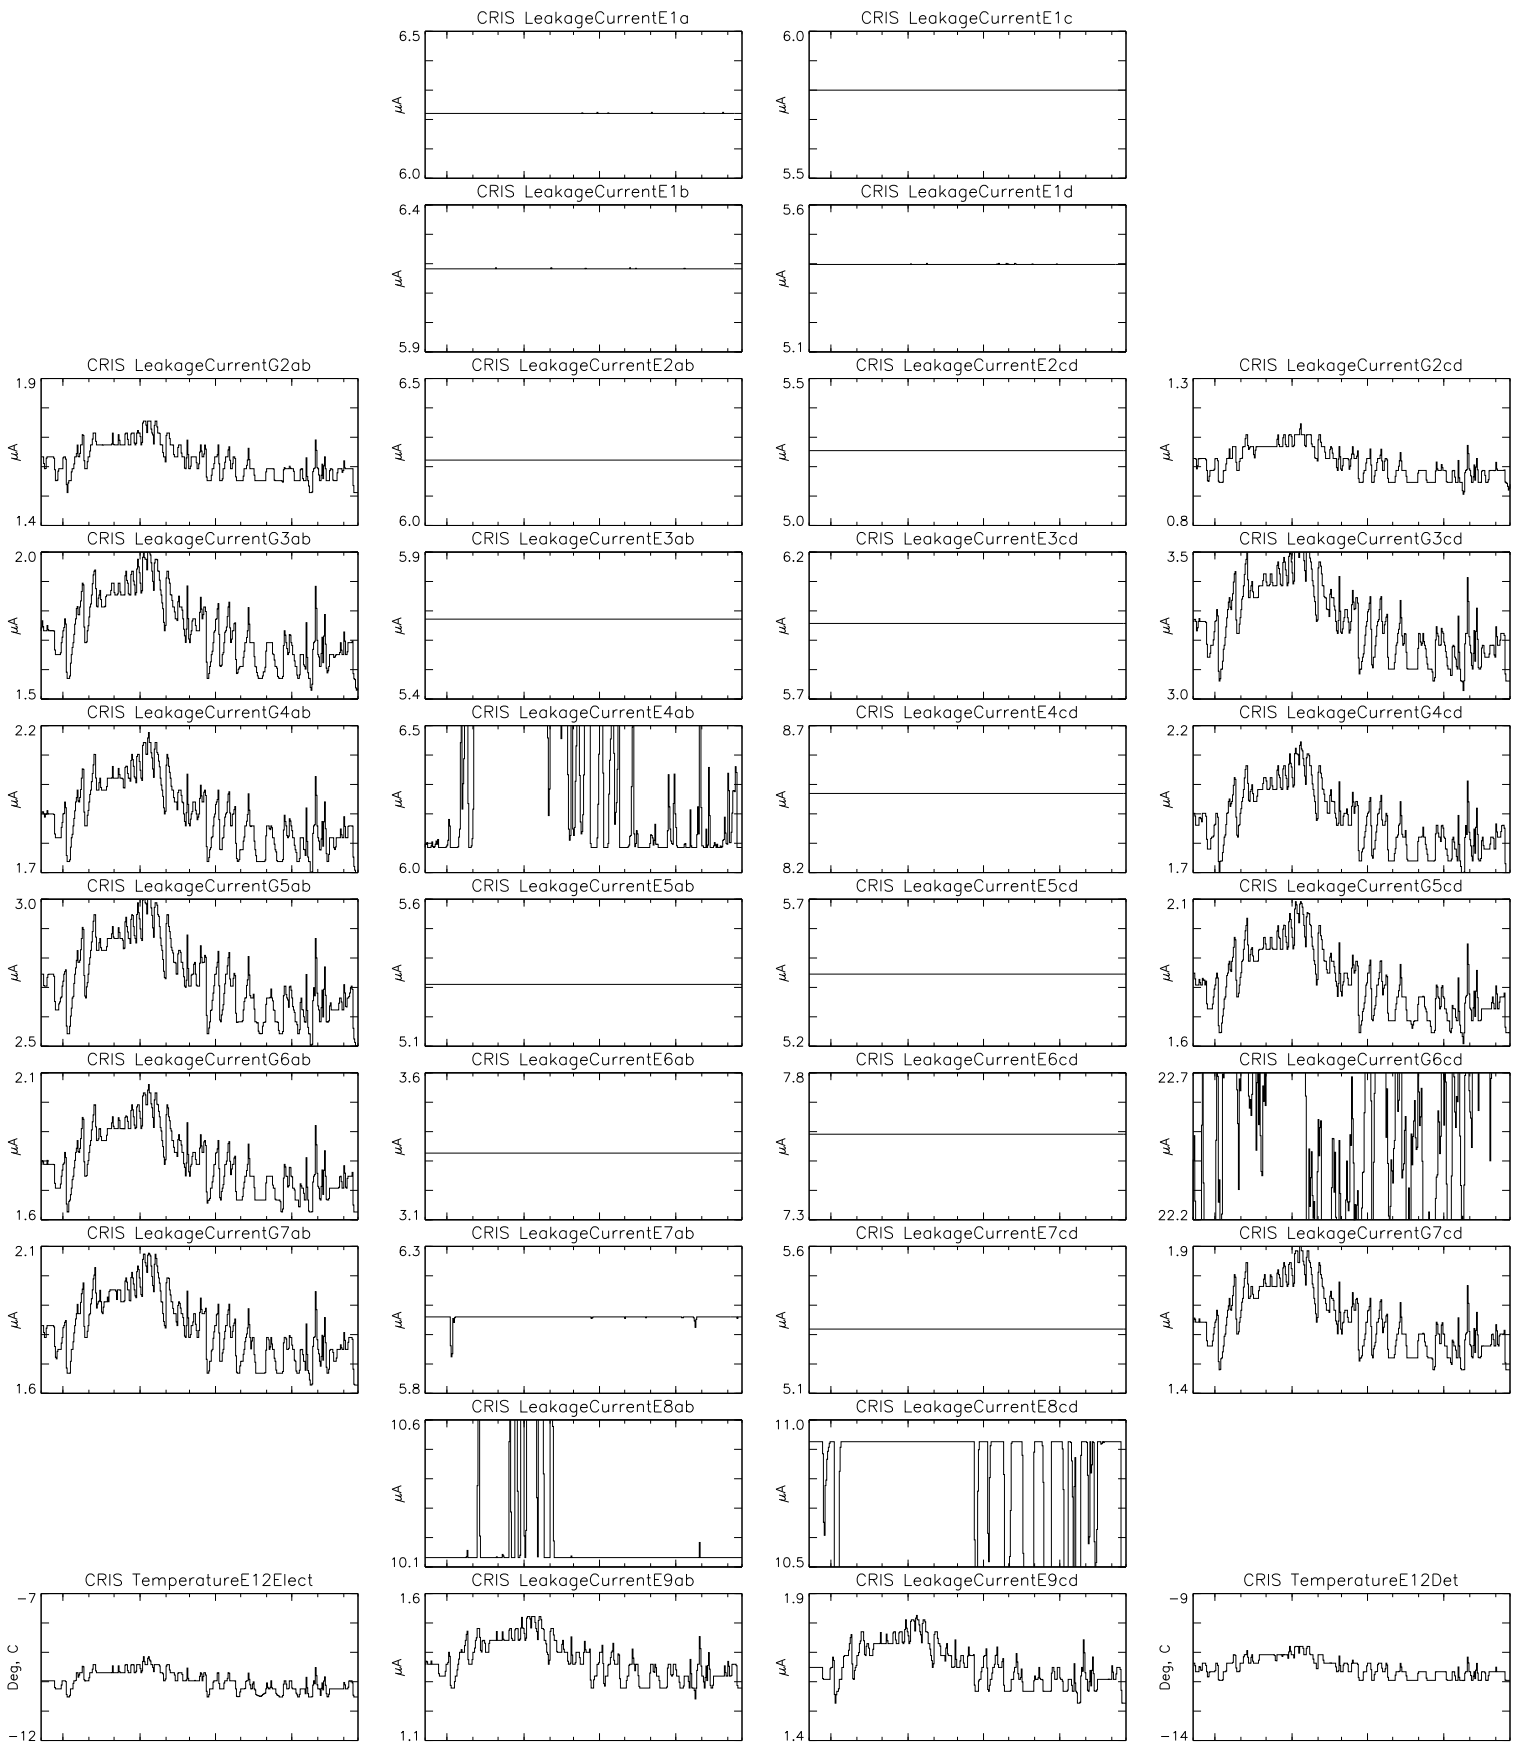 CRIS LeakageCurrentE1a
6.5
μA
6.0
CRIS LeakageCurrentE1c
6.0
μA
5.5
CRIS LeakageCurrentE1b
6.4
μA
5.9
CRIS LeakageCurrentE1d
5.6
μA
5.1
CRIS LeakageCurrentG2ab
1.9
μA
1.4
CRIS LeakageCurrentE2ab
6.5
μA
6.0
CRIS LeakageCurrentE2cd
5.5
μA
5.0
CRIS LeakageCurrentG2cd
1.3
μA
0.8
CRIS LeakageCurrentG3ab
2.0
μA
1.5
CRIS LeakageCurrentE3ab
5.9
μA
5.4
CRIS LeakageCurrentE3cd
6.2
μA
5.7
CRIS LeakageCurrentG3cd
3.5
μA
3.0
CRIS LeakageCurrentG4ab
2.2
μA
1.7
CRIS LeakageCurrentE4ab
6.5
μA
6.0
CRIS LeakageCurrentE4cd
8.7
μA
8.2
CRIS LeakageCurrentG4cd
2.2
μA
1.7
CRIS LeakageCurrentG5ab
3.0
μA
2.5
CRIS LeakageCurrentE5ab
5.6
μA
5.1
CRIS LeakageCurrentE5cd
5.7
μA
5.2
CRIS LeakageCurrentG5cd
2.1
μA
1.6
CRIS LeakageCurrentG6ab
2.1
μA
1.6
CRIS LeakageCurrentE6ab
3.6
μA
3.1
CRIS LeakageCurrentE6cd
7.8
μA
7.3
CRIS LeakageCurrentG6cd
22.7
μA
22.2
CRIS LeakageCurrentG7ab
2.1
μA
1.6
CRIS LeakageCurrentE7ab
6.3
μA
5.8
CRIS LeakageCurrentE7cd
5.6
μA
5.1
CRIS LeakageCurrentG7cd
1.9
μA
1.4
CRIS LeakageCurrentE8ab
10.6
μA
10.1
CRIS LeakageCurrentE8cd
11.0
μA
10.5
CRIS TemperatureE12Elect
−7
Deg, C
−12
CRIS LeakageCurrentE9ab
1.6
μA
1.1
CRIS LeakageCurrentE9cd
1.9
μA
1.4
CRIS TemperatureE12Det
−9
Deg, C
−14